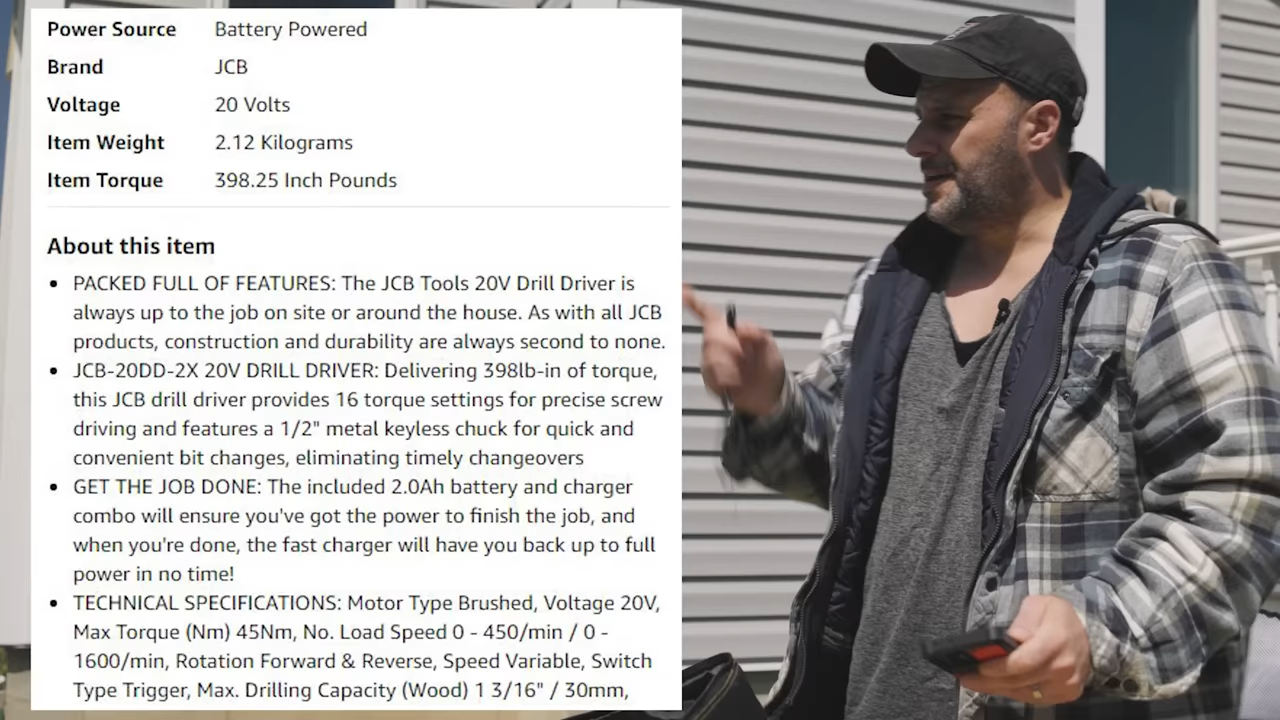 Power Source Battery Powered
Brand JCB
Voltage 20 Volts
Item Weight 2.12 Kilograms
Item Torque 398.25 Inch Pounds
About this item
• PACKED FULL OF FEATURES: The JCB Tools 20V Drill Driver is
always up to the job on site or around the house. As with all JCB
products, construction and durability are always second to none.
• JCB-20DD-2X 20V DRILL DRIVER: Delivering 398lb-in of torque,
this JCB drill driver provides 16 torque settings for precise screw
driving and features a 1/2" metal keyless chuck for quick and
convenient bit changes, eliminating timely changeovers
• GET THE JOB DONE: The included 2.0Ah battery and charger
combo will ensure you've got the power to finish the job, and
when you're done, the fast charger will have you back up to full
power in no time!
• TECHNICAL SPECIFICATIONS: Motor Type Brushed, Voltage 20V,
Max Torque (Nm) 45Nm, No. Load Speed 0 - 450/min / 0 -
1600/min, Rotation Forward & Reverse, Speed Variable, Switch
Type Trigger, Max. Drilling Capacity (Wood) 1 3/16" / 30mm,